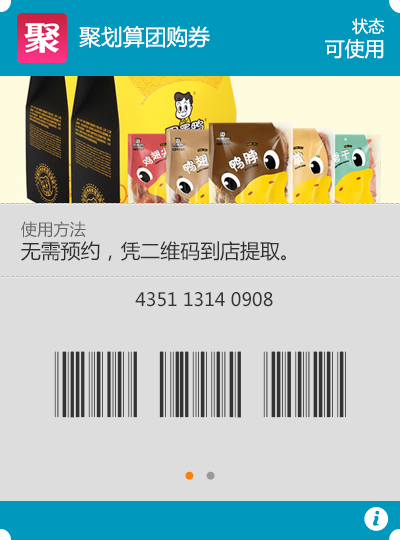 聚
聚划算团购券
状态
可使用
鸭翅
鸭脖
使用方法
无需预约，凭二维码到店提取。
4351 1314 0908
i